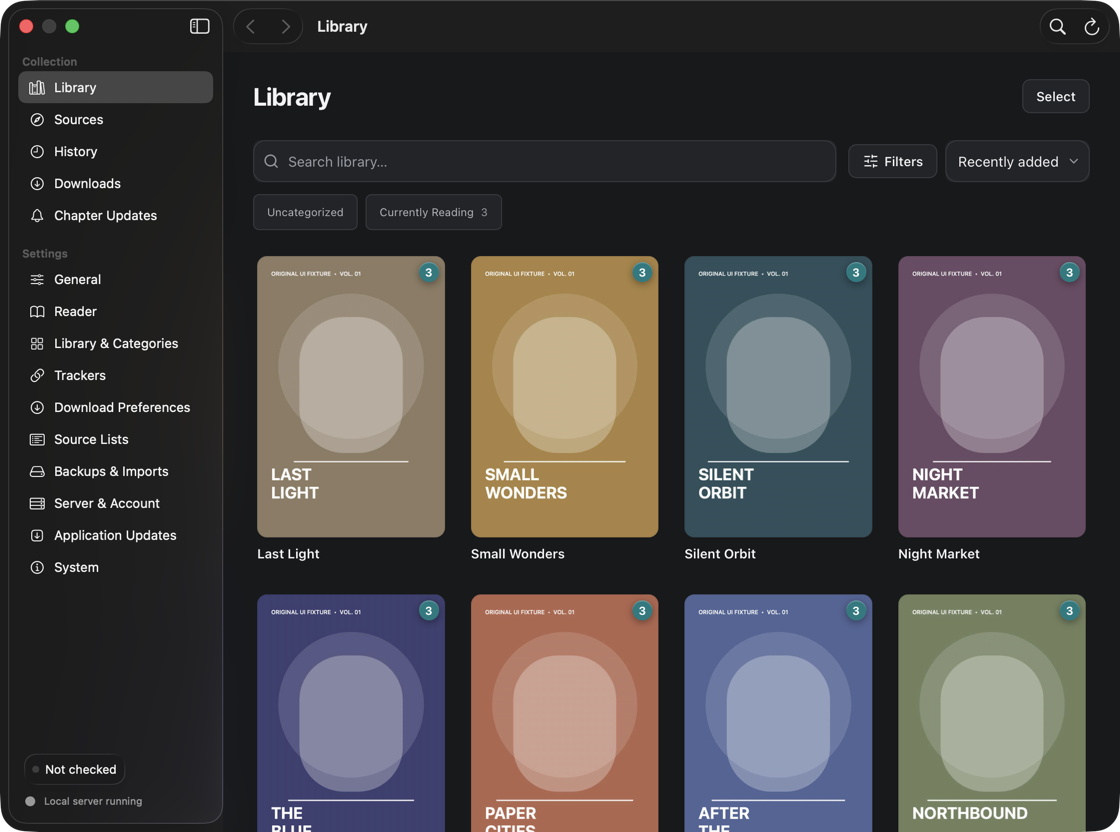 Library
Collection
Library
Sources
History
Downloads
Chapter Updates
Settings
General
Reader
Library & Categories
Trackers
Download Preferences
Source Lists
Backups & Imports
Server & Account
Application Updates
System
Not checked
Local server running
Library
Select
Search library...
Filters
Recently added
Uncategorized
Currently Reading 3
ORIGINAL UI FIXTURE • VOL. 01
3
LAST
LIGHT
Last Light
ORIGINAL UI FIXTURE • VOL. 01
3
SMALL
WONDERS
Small Wonders
ORIGINAL UI FIXTURE • VOL. 01
3
SILENT
ORBIT
Silent Orbit
ORIGINAL UI FIXTURE • VOL. 01
3
NIGHT
MARKET
Night Market
ORIGINAL UI FIXTURE • VOL. 01
3
THE
BLUE
ORIGINAL UI FIXTURE • VOL. 01
3
PAPER
CITIES
ORIGINAL UI FIXTURE • VOL. 01
3
AFTER
THE
ORIGINAL UI FIXTURE • VOL. 01
3
NORTHBOUND